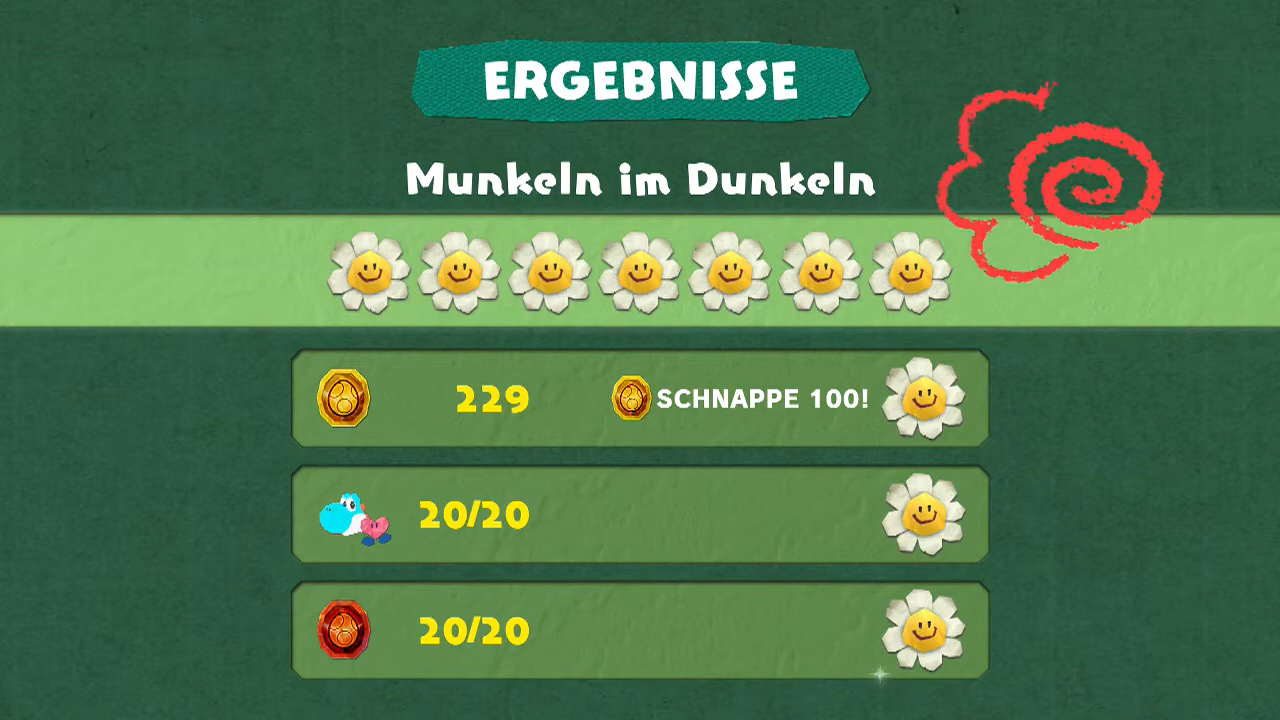 ERGEBNISSE
Munkeln im Dunkeln
229 SCHNAPPE 100!
20/20
20/20